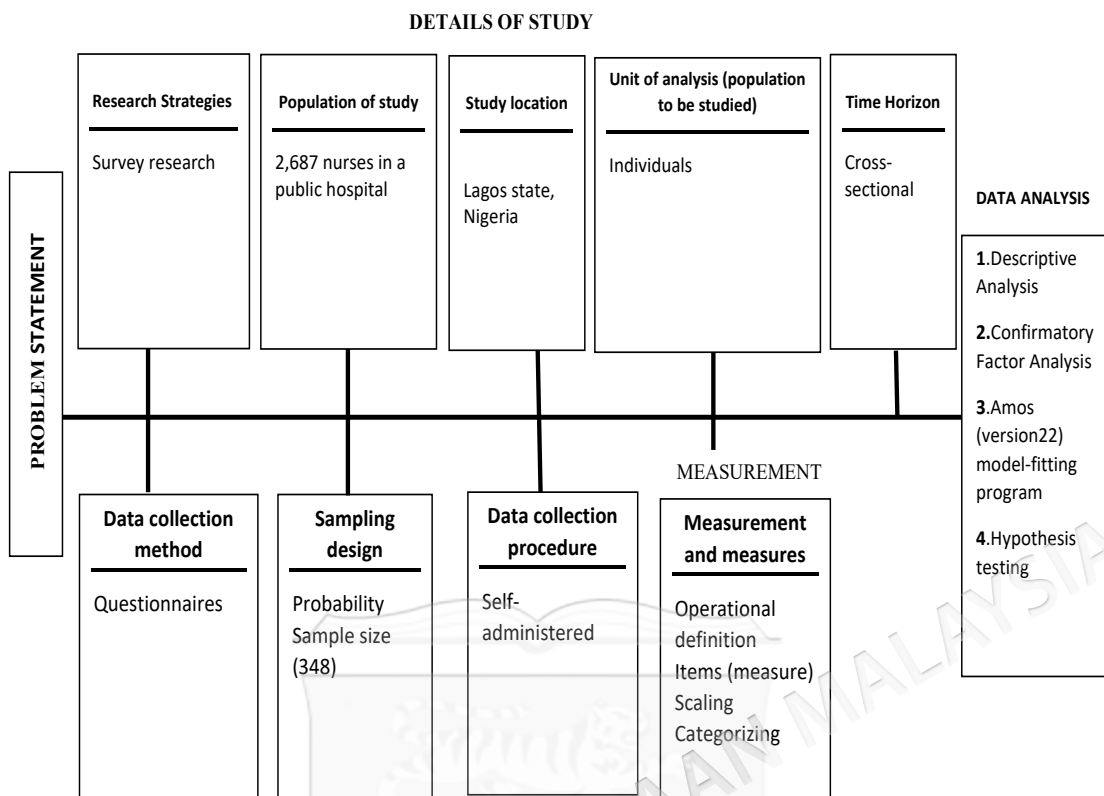 DETAILS OF STUDY
Research Strategies
Survey research
Population of study
2,687 nurses in a
public hospital
Study location
Lagos state,
Nigeria
Unit of analysis (population
to be studied)
Individuals
Time Horizon
Cross-
sectional
PROBLEM STATEMENT
DATA ANALYSIS
1.Descriptive
Analysis
2.Confirmatory
Factor Analysis
3.Amos
(version22)
model-fitting
program
4.Hypothesis
testing
MEASUREMENT
Data collection
method
Questionnaires
Sampling
design
Probability
Sample size
(348)
Data collection
procedure
Self-
administered
Measurement
and measures
Operational
definition
Items (measure)
Scaling
Categorizing
AAN MALAYSIA